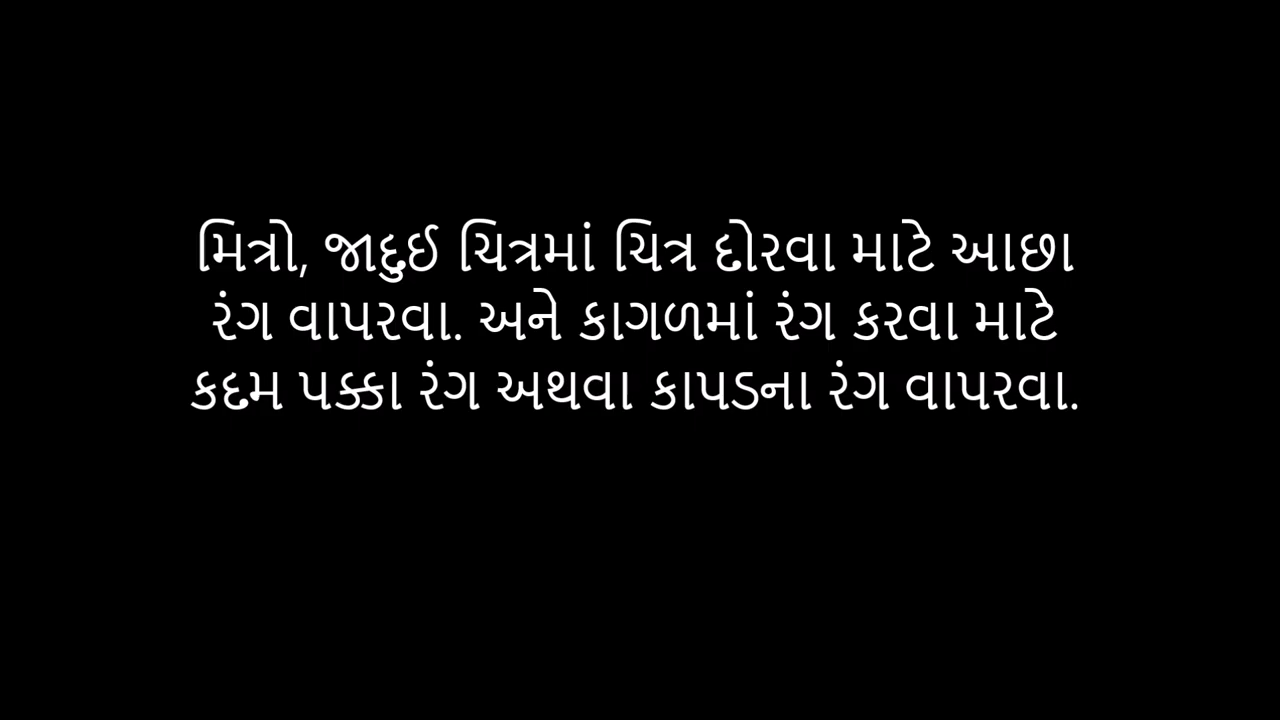 મિત્રો, જાદુઈ ચિત્રમાં ચિત્ર દોરવા માટે આછા
રંગ વાપરવા. અને કાગળમાં રંગ કરવા માટે
કદમ પક્કા રંગ અથવા કાપડના રંગ વાપરવા.